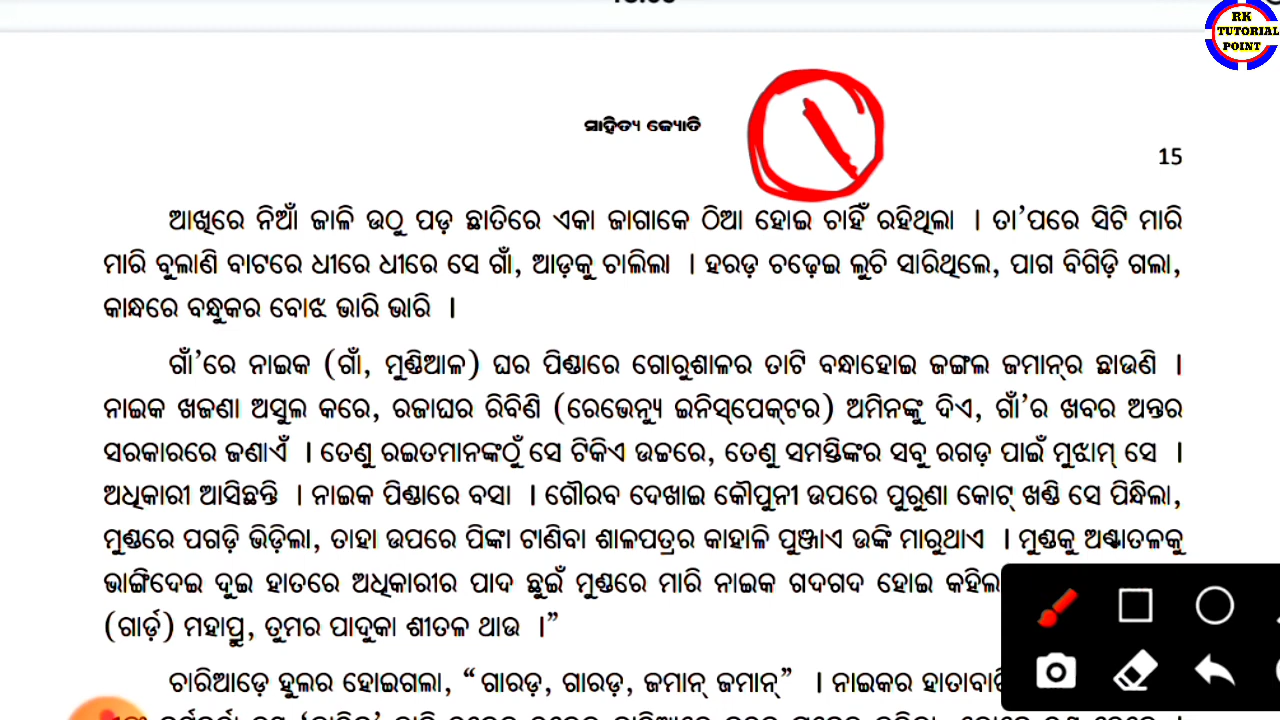 RK
TUTORIAL
POINT
ସାହିତ୍ୟ ଜ୍ୟୋତି
15
ଆଖିରେ ନିଆଁ ଜାଳି ଉଠୁ ପଡ଼ ଛାତିରେ ଏକା ଜାଗାକେ ଠିଆ ହୋଇ ଚାହିଁ ରହିଥିଲା । ତା’ପରେ ସିଟି ମାରି
ମାରି ବୁଲାଣି ବାଟରେ ଧୀରେ ଧୀରେ ସେ ଗାଁ, ଆଡ଼କୁ ଚାଲିଲା । ହରଡ଼ ଚଢ଼େଇ ଲୁଚି ସାରିଥିଲେ, ପାଗ ବିଗିଡ଼ି ଗଲା,
କାନ୍ଧରେ ବନ୍ଧୁକର ବୋଝ ଭାରି ଭାରି ।
ଗାଁ’ରେ ନାଇକ (ଗାଁ, ମୁଣ୍ଡିଆଳ) ଘର ପିଣ୍ଡାରେ ଗୋରୁଶାଳର ତାଟି ବନ୍ଧାହୋଇ ଜଙ୍ଗଲ ଜମାନ୍‌ର ଛାଉଣି ।
ନାଇକ ଖଜଣା ଅସୁଲ କରେ, ରଜାଘର ରିବିଣି (ରେଭେନ୍ୟୁ ଇନିସ୍‌ପେକ୍‌ଟର) ଅମିନଙ୍କୁ ଦିଏ, ଗାଁ’ର ଖବର ଅନ୍ତର
ସରକାରରେ ଜଣାଏଁ । ତେଣୁ ରଇତମାନଙ୍କଠୁଁ ସେ ଟିକିଏ ଉଚ୍ଚରେ, ତେଣୁ ସମସ୍ତିଙ୍କର ସବୁ ରଗଡ଼ ପାଇଁ ମୁଝାମ୍ ସେ ।
ଅଧିକାରୀ ଆସିଛନ୍ତି । ନାଇକ ପିଣ୍ଡାରେ ବସା । ଗୌରବ ଦେଖାଇ କୌପୁନୀ ଉପରେ ପୁରୁଣା କୋଟ୍ ଖଣ୍ଡି ସେ ପିନ୍ଧିଲା,
ମୁଣ୍ଡରେ ପଗଡ଼ି ଭିଡ଼ିଲା, ତାହା ଉପରେ ପିଙ୍କା ଟାଣିବା ଶାଳପତ୍ରର କାହାଳି ପୁଞ୍ଜାଏ ଉଙ୍କି ମାରୁଥାଏ । ମୁଣ୍ଡକୁ ଅଣ୍ଟାତଳକୁ
ଭାଙ୍ଗିଦେଇ ଦୁଇ ହାତରେ ଅଧିକାରୀର ପାଦ ଛୁଇଁ ମୁଣ୍ଡରେ ମାରି ନାଇକ ଗଦଗଦ ହୋଇ
(ଗାର୍ଡ଼) ମହାପ୍ରୁ, ତୁମର ପାଦୁକା ଶୀତଳ ଥାଉ ।”
ଚାରିଆଡ଼େ ହୁଲର ହୋଇଗଲା, “ଗାରଡ଼, ଗାରଡ଼, ଜମାନ୍ ଜମାନ୍” । ନାଇକର